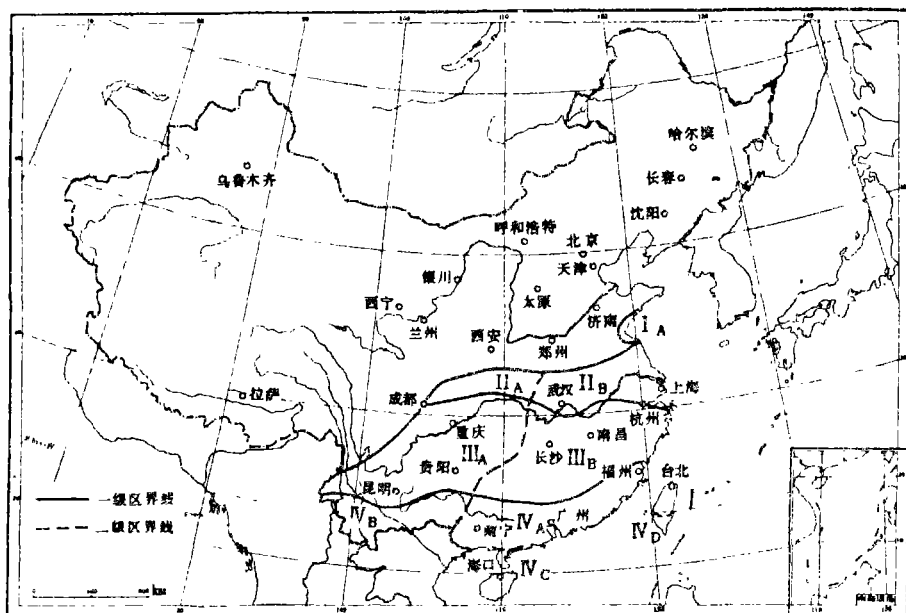 哈尔滨
乌鲁木齐
长春
沈阳
呼和浩特
北京
天津
银川
太原
西宁
济南
兰州
I A
西安
郑州
II A
II B
拉萨
成都
武汉
上海
杭州
重庆
南昌
III A
长沙
III B
贵阳
福州
台北
昆明
一级区界线
二级区界线
IV B
南宁
IV A
州
I
IV D
海口
IV C
km